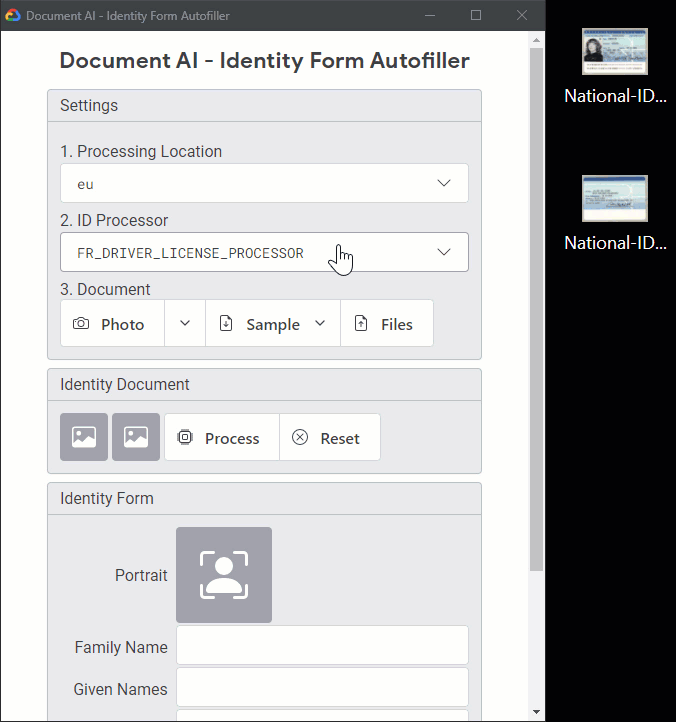 Document AI - Identity Form Autofiller
Document AI - Identity Form Autofiller
Settings
1. Processing Location
eu
2. ID Processor
FR_DRIVER_LICENSE_PROCESSOR
3. Document
Photo
Sample
Files
Identity Document
Process
Reset
Identity Form
Portrait
Family Name
Given Names
National-ID...
National-ID...